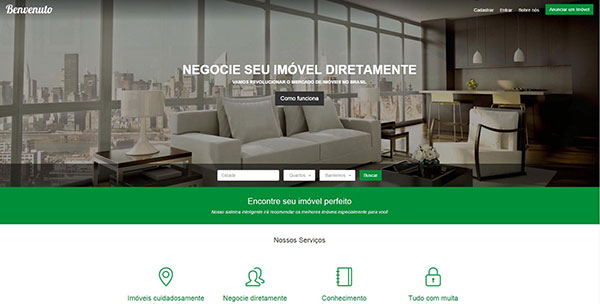 Benvenuto
Cadastrar Entrar Sobre nós Anunciar um Imóvel
NEGOCIE SEU IMÓVEL DIRETAMENTE
VAMOS REVOLUCIONAR O MERCADO DE IMÓVEIS NO BRASIL
Como funciona
Cidade Quartos Banheiros Buscar
Encontre seu imóvel perfeito
Nosso sistema inteligente irá recomendar os melhores imóveis especialmente para você!
Nossos Serviços
Imóveis cuidadosamente Negocie diretamente Conhecimento Tudo com muita